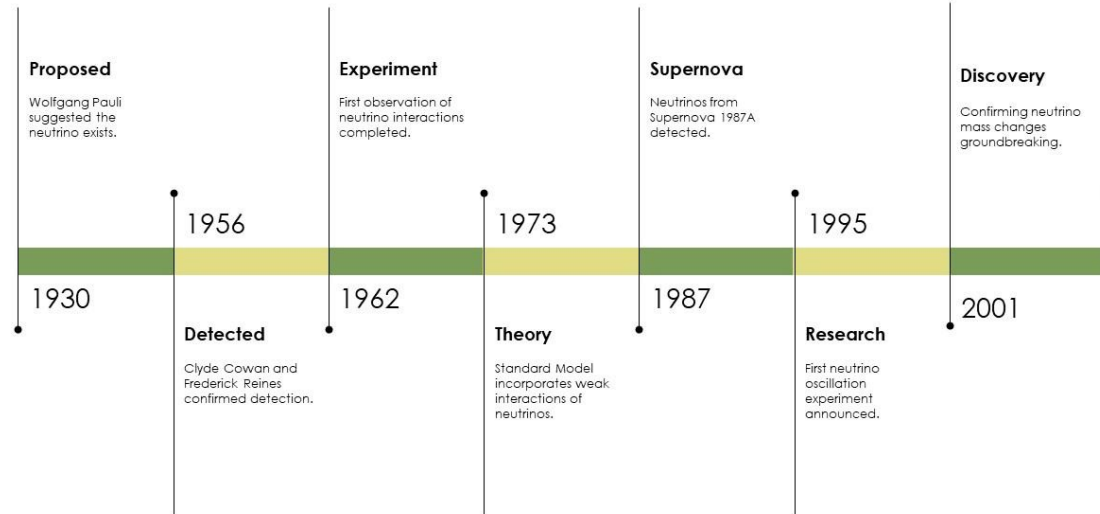 Proposed
Wolfgang Pauli
suggested the
neutrino exists.
1930
1956
Detected
Clyde Cowan and
Frederick Reines
confirmed detection.
Experiment
First observation of
neutrino interactions
completed.
1962
1973
Theory
Standard Model
incorporates weak
interactions of
neutrinos.
Supernova
Neutrinos from
Supernova 1987A
detected.
1987
1995
Research
First neutrino
oscillation
experiment
announced.
Discovery
Confirming neutrino
mass changes
groundbreaking.
2001